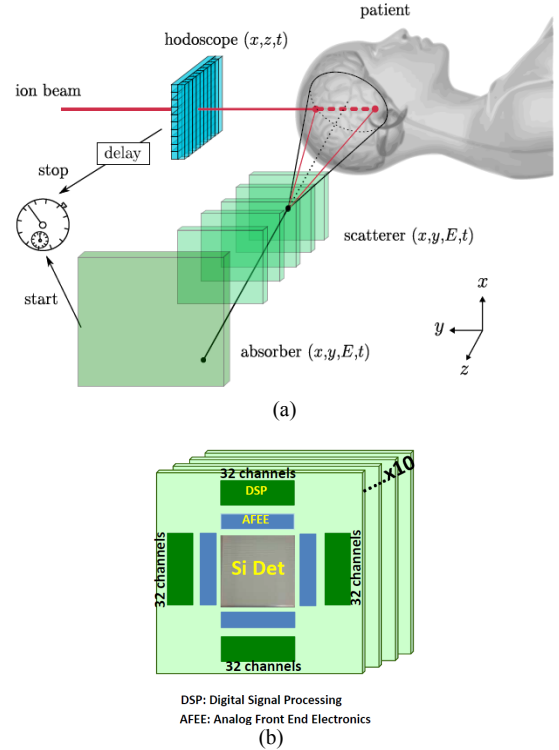 patient
hodoscope (x,z,t)
ion beam
delay
stop
scatterer (x,y,E,t)
start
x
y
z
absorber (x,y,E,t)
(a)
.....x10
32 channels
DSP
AFEE
32 channels
Si Det
32 channels
32 channels
DSP: Digital Signal Processing
AFEE: Analog Front End Electronics
(b)